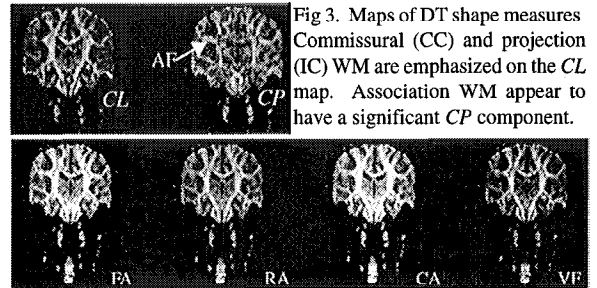 Fig 3. Maps of DT shape measures
Commissural (CC) and projection
(IC) WM are emphasized on the CL
map. Association WM appear to
have a significant CP component.
AF
CL
CP
FA
RA
CA
VF